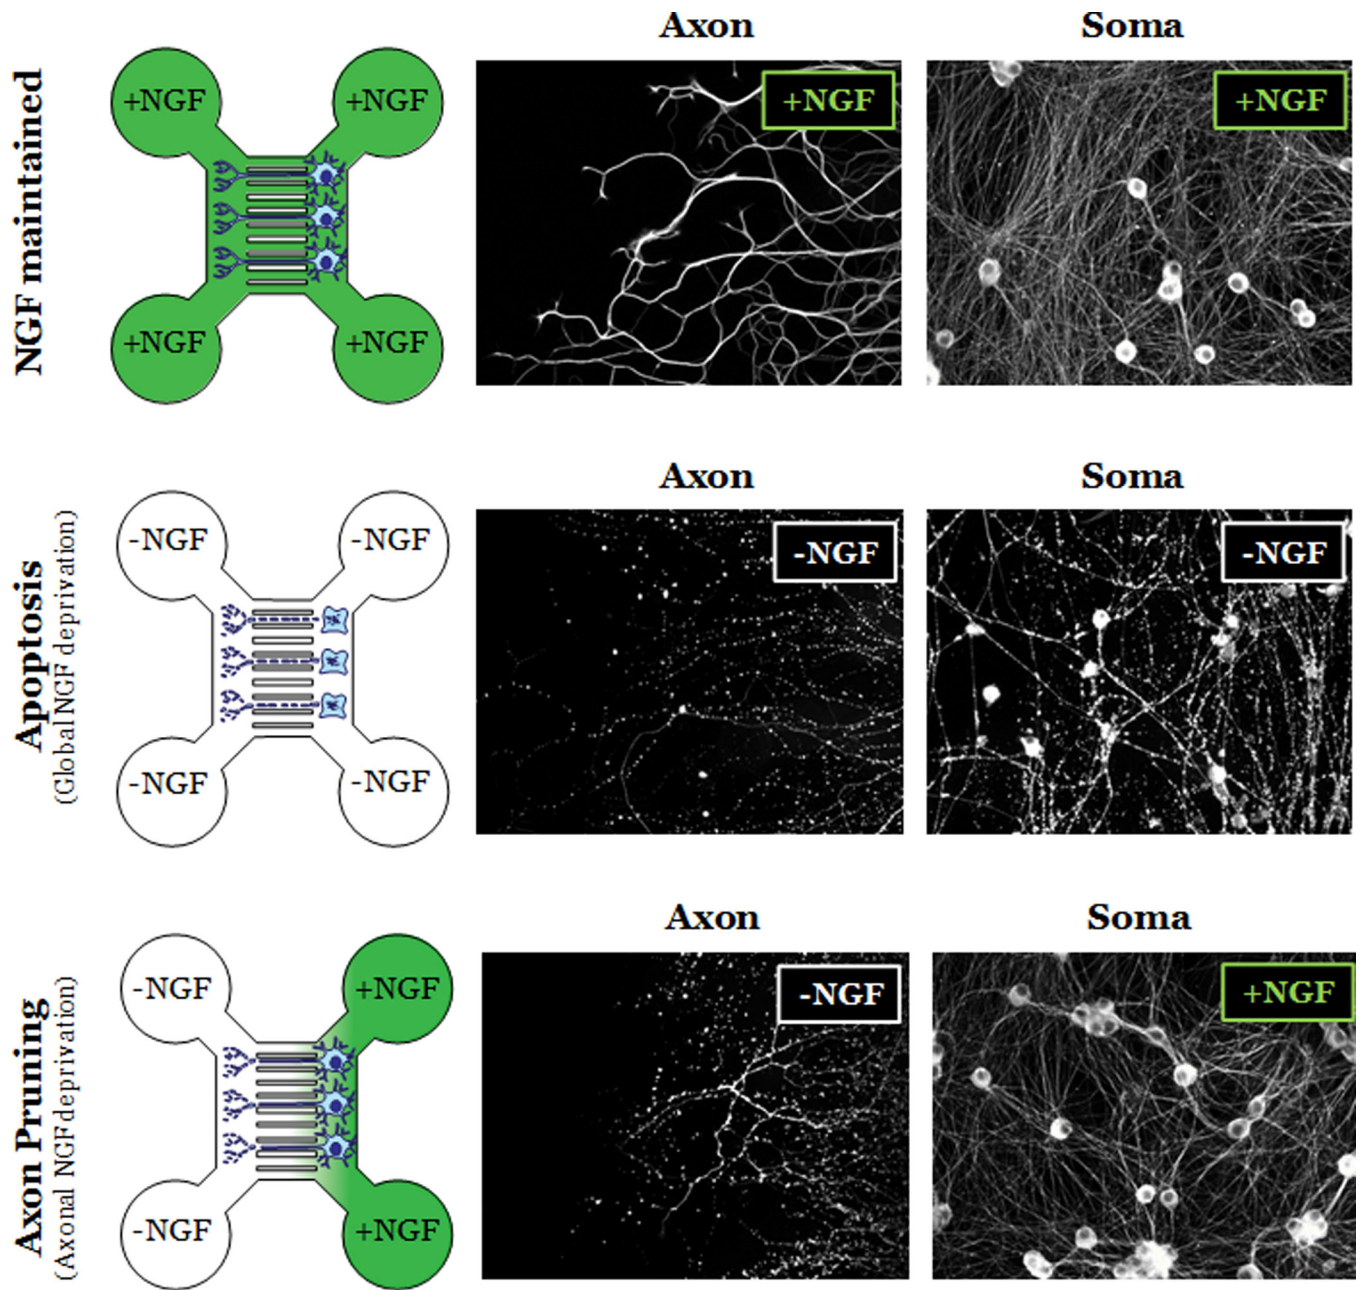 Axon
Soma
NGF maintained
+NGF
+NGF
+NGF
+NGF
+NGF
+NGF
Axon
Soma
Apoptosis
(Global NGF deprivation)
-NGF
-NGF
-NGF
-NGF
-NGF
-NGF
Axon
Soma
Axon Pruning
(Axonal NGF deprivation)
-NGF
+NGF
-NGF
+NGF
-NGF
+NGF